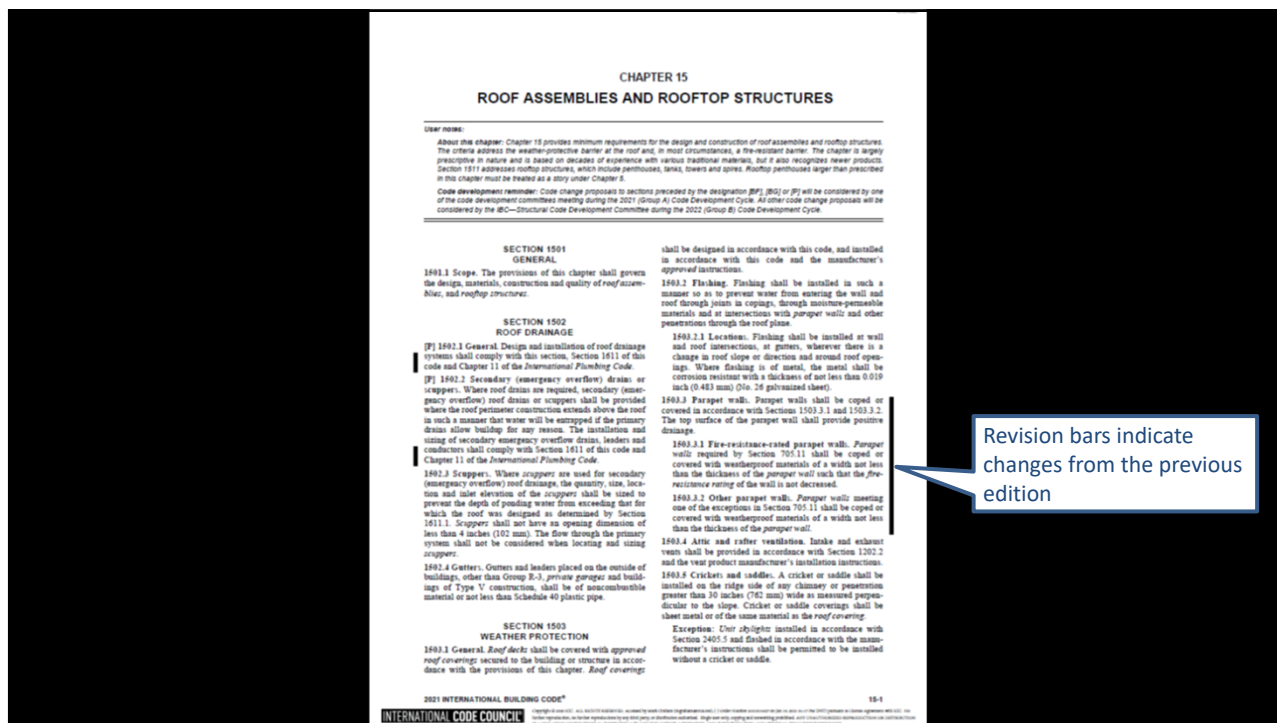 CHAPTER 15
ROOF ASSEMBLIES AND ROOFTOP STRUCTURES
User notes:
About this chapter: Chapter 15 provides minimum requirements for the design and construction of roof assemblies and rooftop structures.
The criteria address the weather-protective barrier at the roof and, in most circumstances, a fire-resistant barrier. The chapter is largely
prescriptive in nature and is based on decades of experience with various traditional materials, but it also recognizes newer products.
Section 1511 addresses rooftop structures, which include penthouses, tanks, towers and spires. Rooftop penthouses larger than prescribed
in this chapter must be treated as a story under Chapter 5.
Code development reminder: Code change proposals to sections preceded by the designation [BF], [BG] or [P] will be considered by one
of the code development committees meeting during the 2021 (Group A) Code Development Cycle. All other code change proposals will be
considered by the IBC—Structural Code Development Committee during the 2022 (Group B) Code Development Cycle.
SECTION 1501
GENERAL
1501.1 Scope. The provisions of this chapter shall govern
the design, materials, construction and quality of roof assem-
blies, and rooftop structures.
SECTION 1502
ROOF DRAINAGE
[P] 1502.1 General. Design and installation of roof drainage
systems shall comply with this section, Section 1611 of this
code and Chapter 11 of the International Plumbing Code.
[P] 1502.2 Secondary (emergency overflow) drains or
scuppers. Where roof drains are required, secondary (emer-
gency overflow) roof drains or scuppers shall be provided
where the roof perimeter construction extends above the roof
in such a manner that water will be entrapped if the primary
drains allow buildup for any reason. The installation and
sizing of secondary emergency overflow drains, leaders and
conductors shall comply with Section 1611 of this code and
Chapter 11 of the International Plumbing Code.
1502.3 Scuppers. Where scuppers are used for secondary
(emergency overflow) roof drainage, the quantity, size, loca-
tion and inlet elevation of the scuppers shall be sized to
prevent the depth of ponding water from exceeding that for
which the roof was designed as determined by Section
1611.1. Scuppers shall not have an opening dimension of
less than 4 inches (102 mm). The flow through the primary
system shall not be considered when locating and sizing
scuppers.
1502.4 Gutters. Gutters and leaders placed on the outside of
buildings, other than Group R-3, private garages and build-
ings of Type V construction, shall be of noncombustible
material or not less than Schedule 40 plastic pipe.
SECTION 1503
WEATHER PROTECTION
1503.1 General. Roof decks shall be covered with approved
roof coverings secured to the building or structure in accor-
dance with the provisions of this chapter. Roof coverings
shall be designed in accordance with this code, and installed
in accordance with this code and the manufacturer's
approved instructions.
1503.2 Flashing. Flashing shall be installed in such a
manner so as to prevent water from entering the wall and
roof through joints in copings, through moisture-permeable
materials and at intersections with parapet walls and other
penetrations through the roof plane.
1503.2.1 Locations. Flashing shall be installed at wall
and roof intersections, at gutters, wherever there is a
change in roof slope or direction and around roof open-
ings. Where flashing is of metal, the metal shall be
corrosion resistant with a thickness of not less than 0.019
inch (0.483 mm) (No. 26 galvanized sheet).
1503.3 Parapet walls. Parapet walls shall be coped or
covered in accordance with Sections 1503.3.1 and 1503.3.2.
The top surface of the parapet wall shall provide positive
drainage.
1503.3.1 Fire-resistance-rated parapet walls. Parapet
walls required by Section 705.11 shall be coped or
covered with weatherproof materials of a width not less
than the thickness of the parapet wall such that the fire-
resistance rating of the wall is not decreased.
1503.3.2 Other parapet walls. Parapet walls meeting
one of the exceptions in Section 705.11 shall be coped or
covered with weatherproof materials of a width not less
than the thickness of the parapet wall.
1503.4 Attic and rafter ventilation. Intake and exhaust
vents shall be provided in accordance with Section 1202.2
and the vent product manufacturer's installation instructions.
1503.5 Crickets and saddles. A cricket or saddle shall be
installed on the ridge side of any chimney or penetration
greater than 30 inches (762 mm) wide as measured perpen-
dicular to the slope. Cricket or saddle coverings shall be
sheet metal or of the same material as the roof covering.
Exception: Unit skylights installed in accordance with
Section 2405.5 and flashed in accordance with the manu-
facturer's instructions shall be permitted to be installed
without a cricket or saddle.
Revision bars indicate
changes from the previous
edition
2021 INTERNATIONAL BUILDING CODE®
15-1
INTERNATIONAL CODE COUNCIL